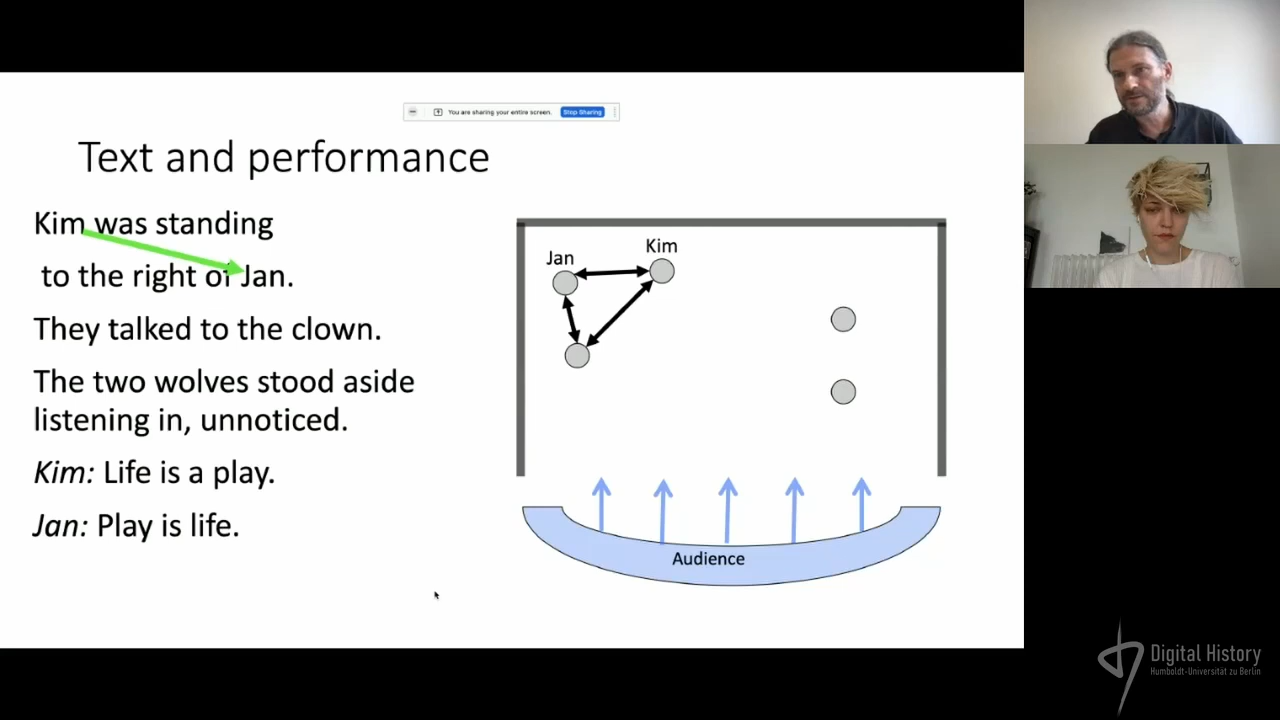 You are sharing your entire screen.
Stop Sharing
Text and performance
Kim was standing
to the right of Jan.
They talked to the clown.
The two wolves stood aside
listening in, unnoticed.
Kim: Life is a play.
Jan: Play is life.
Jan
Kim
Audience
Digital History
Humboldt-Universität zu Berlin